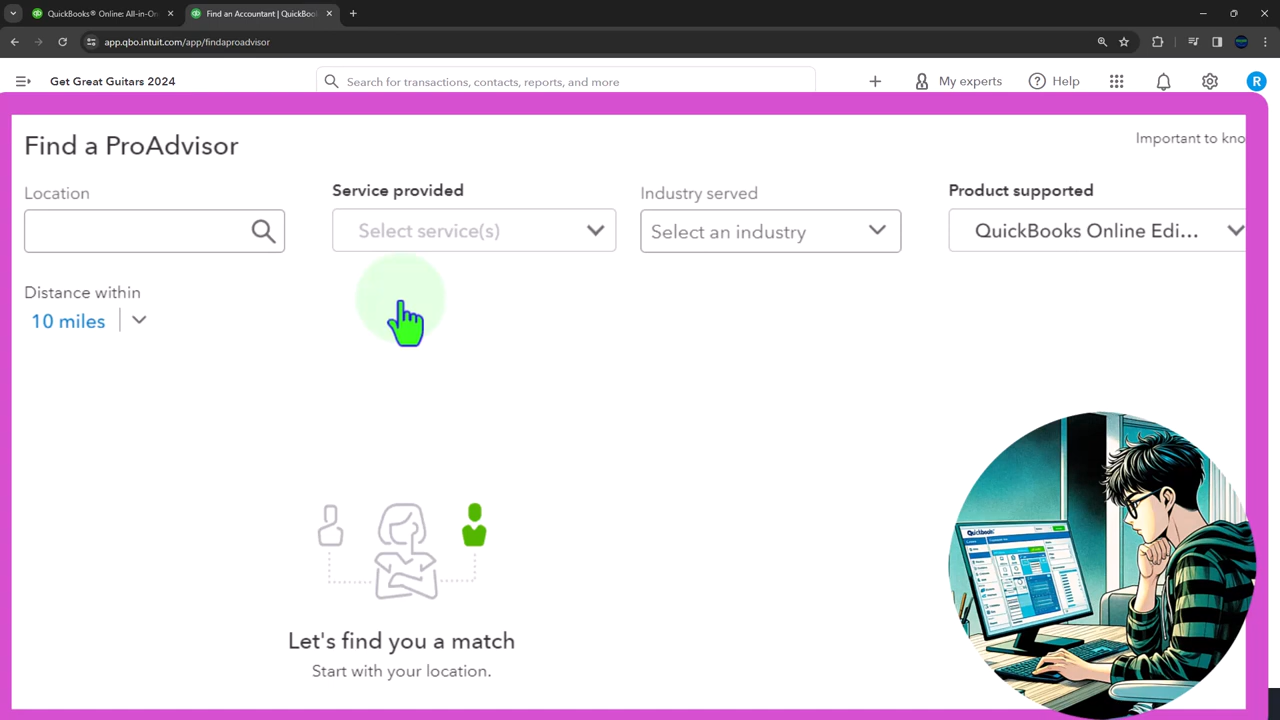 QuickBooks® Online: All-in-On
Find an Accountant | QuickBoo
app.qbo.intuit.com/app/findaproadvisor
Get Great Guitars 2024
Search for transactions, contacts, reports, and more
My experts
Help
R
Find a ProAdvisor
Important to kno
Location
Service provided
Industry served
Product supported
Select service(s)
Select an industry
QuickBooks Online Edi...
Distance within
10 miles
Let's find you a match
Start with your location.
Quickbook